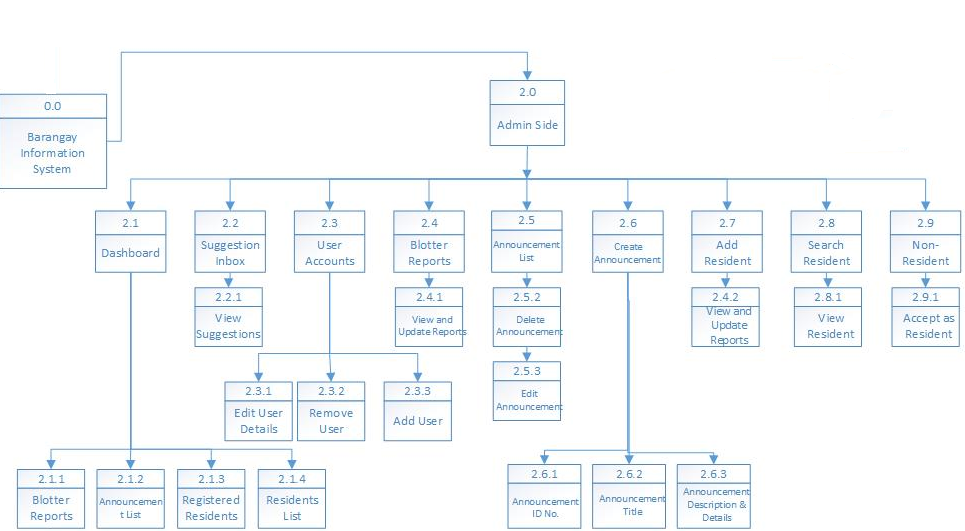 0.0
Barangay
Information
System
2.0
Admin Side
2.1
Dashboard
2.2
Suggestion
Inbox
2.3
User
Accounts
2.4
Blotter
Reports
2.5
Announcement
List
2.6
Create
Announcement
2.7
Add
Resident
2.8
Search
Resident
2.9
Non-
Resident
2.2.1
View
Suggestions
2.4.1
View and
Update Reports
2.5.2
Delete
Announcement
2.4.2
View and
Update
Reports
2.8.1
View
Resident
2.9.1
Accept as
Resident
2.3.1
Edit User
Details
2.3.2
Remove
User
2.3.3
Add User
2.5.3
Edit
Announcement
2.1.1
Blotter
Reports
2.1.2
Announcemen
t List
2.1.3
Registered
Residents
2.1.4
Residents
List
2.6.1
Announcement
ID No.
2.6.2
Announcement
Title
2.6.3
Announcement
Description &
Details